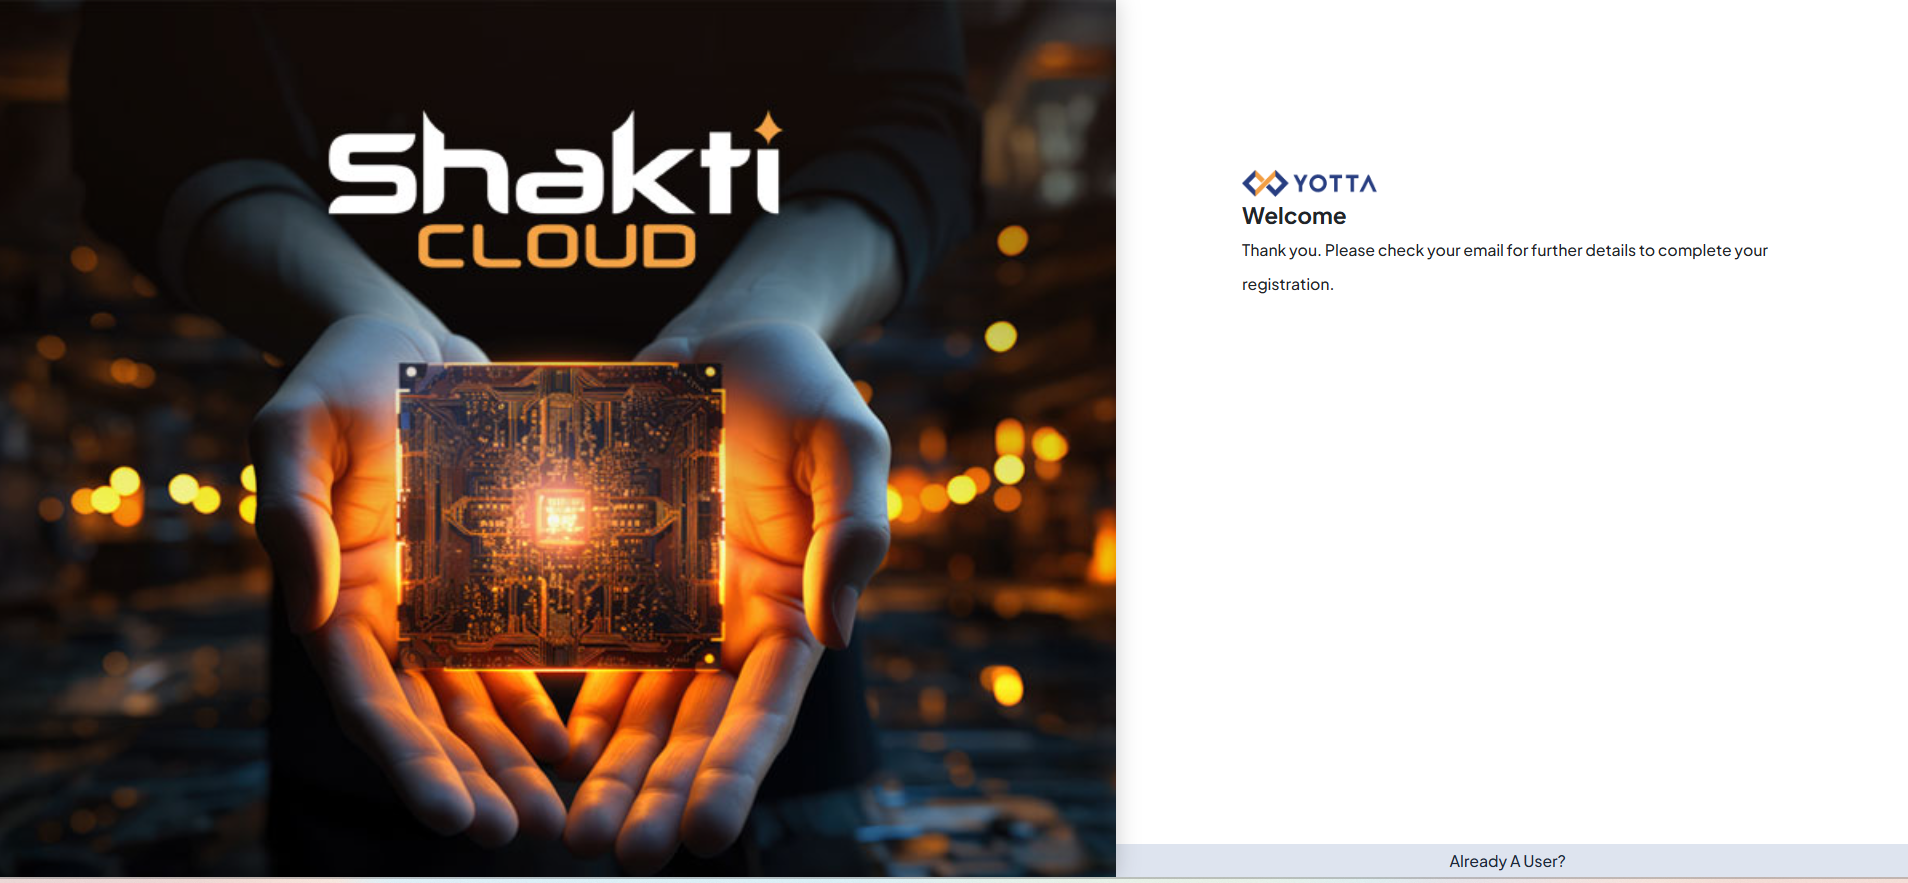 Shakti
CLOUD
YOTTA
Welcome
Thank you. Please check your email for further details to complete your
registration.
Already A User?